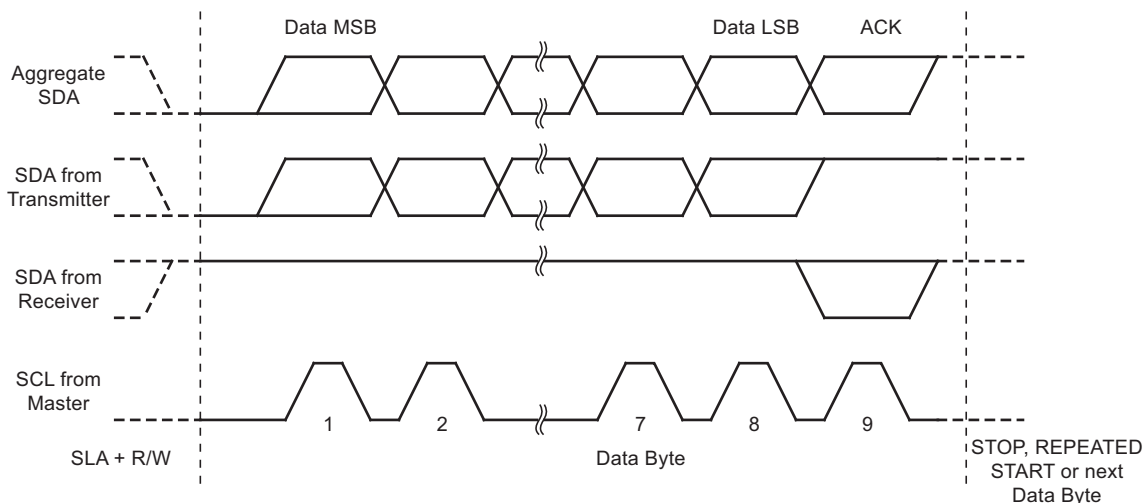 Data MSB
Data LSB
ACK
Aggregate
SDA
SDA from
Transmitter
SDA from
Receiver
SCL from
Master
1
2
7
8
9
SLA + R/W
Data Byte
STOP, REPEATED
START or next
Data Byte